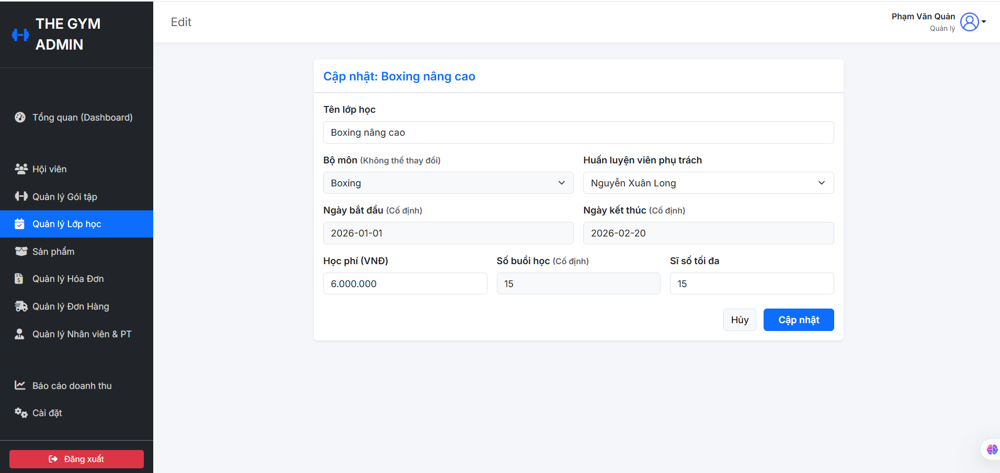 THE GYM
ADMIN
Edit
Phạm Văn Quản
Quản lý
Tổng quan (Dashboard)
Hội viên
Quản lý Gói tập
Quản lý Lớp học
Sản phẩm
Quản lý Hóa Đơn
Quản lý Đơn Hàng
Quản lý Nhân viên & PT
Báo cáo doanh thu
Cài đặt
Đăng xuất
Cập nhật: Boxing nâng cao
Tên lớp học
Boxing nâng cao
Bộ môn (Không thể thay đổi)
Huấn luyện viên phụ trách
Boxing
Nguyễn Xuân Long
Ngày bắt đầu (Cố định)
Ngày kết thúc (Cố định)
2026-01-01
2026-02-20
Học phí (VNĐ)
Số buổi học (Cố định)
Sĩ số tối đa
6.000.000
15
15
Hủy
Cập nhật